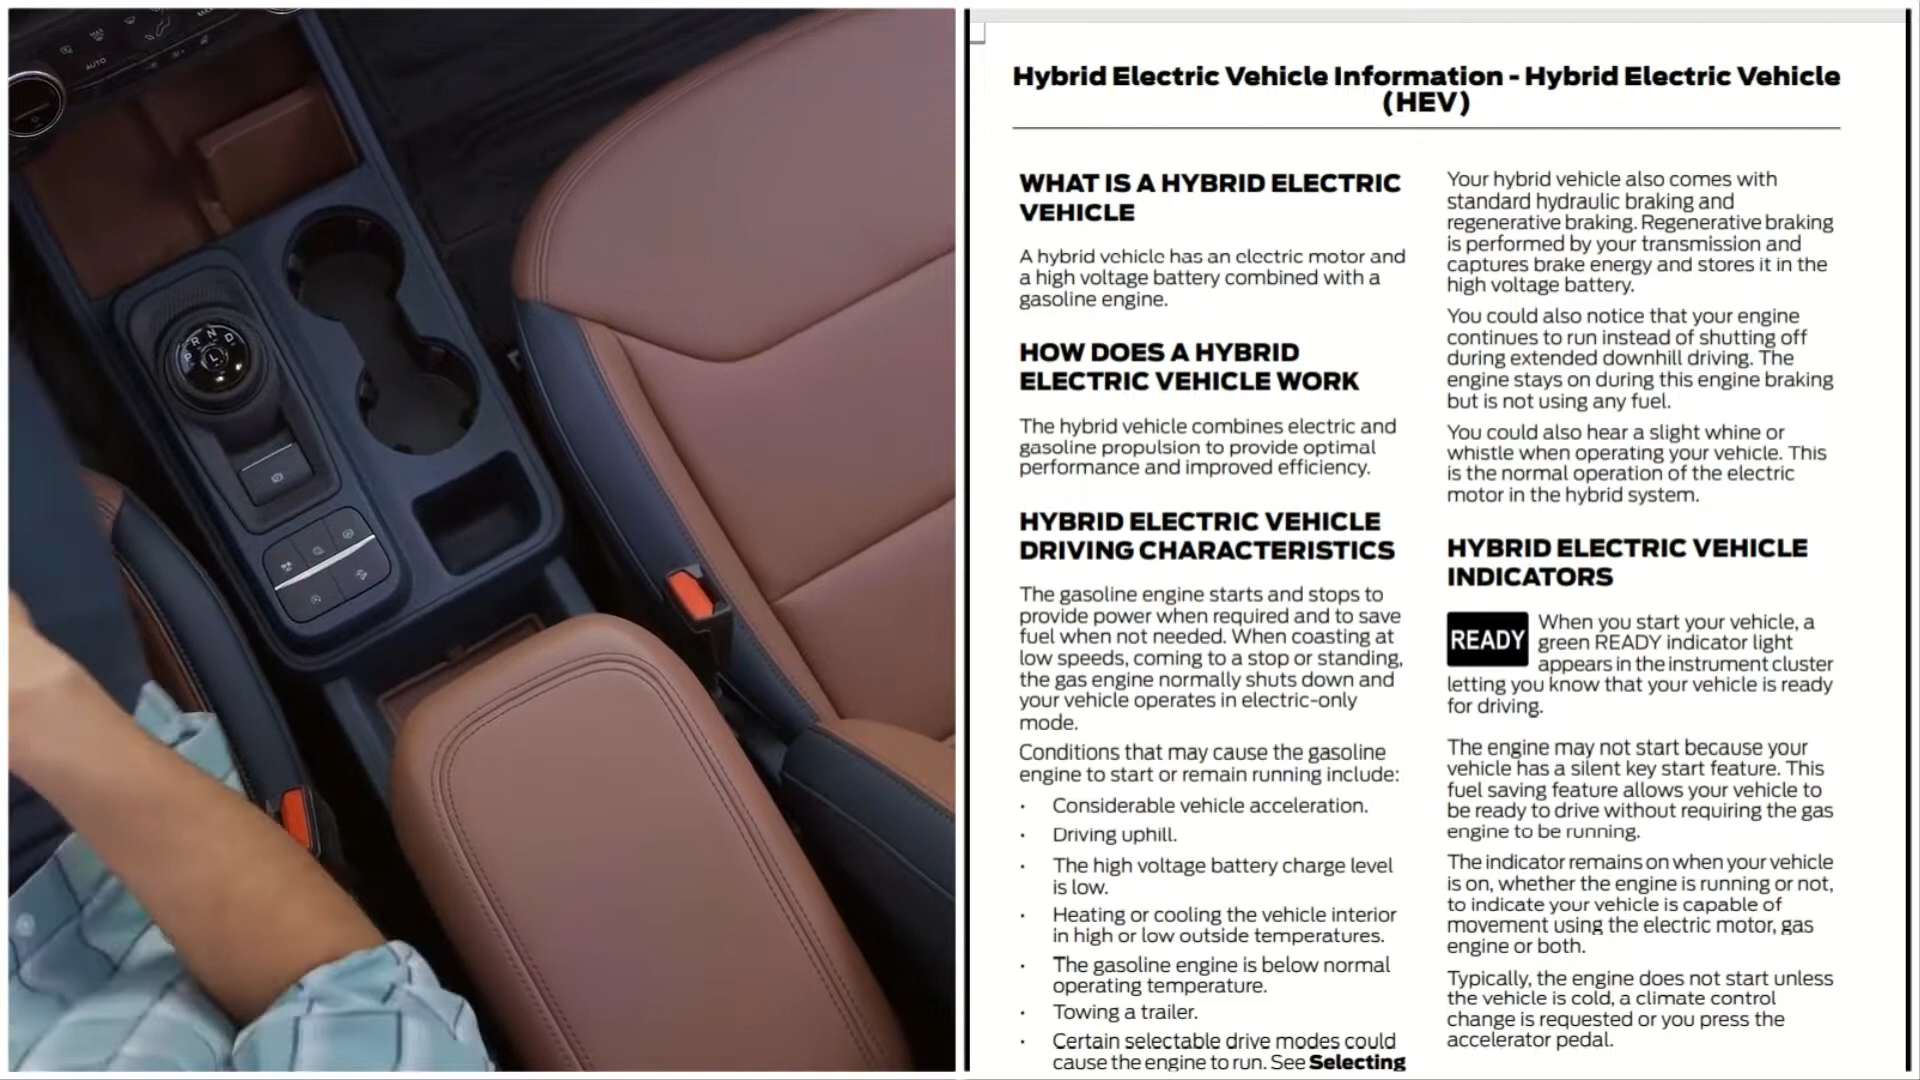 MAX
AUTO
P R N D
L
Hybrid Electric Vehicle Information - Hybrid Electric Vehicle
(HEV)
WHAT IS A HYBRID ELECTRIC
VEHICLE
A hybrid vehicle has an electric motor and
a high voltage battery combined with a
gasoline engine.
HOW DOES A HYBRID
ELECTRIC VEHICLE WORK
The hybrid vehicle combines electric and
gasoline propulsion to provide optimal
performance and improved efficiency.
HYBRID ELECTRIC VEHICLE
DRIVING CHARACTERISTICS
The gasoline engine starts and stops to
provide power when required and to save
fuel when not needed. When coasting at
low speeds, coming to a stop or standing,
the gas engine normally shuts down and
your vehicle operates in electric-only
mode.
Conditions that may cause the gasoline
engine to start or remain running include:
· Considerable vehicle acceleration.
· Driving uphill.
· The high voltage battery charge level
is low.
· Heating or cooling the vehicle interior
in high or low outside temperatures.
· The gasoline engine is below normal
operating temperature.
· Towing a trailer.
· Certain selectable drive modes could
cause the engine to run. See Selecting
Your hybrid vehicle also comes with
standard hydraulic braking and
regenerative braking. Regenerative braking
is performed by your transmission and
captures brake energy and stores it in the
high voltage battery.
You could also notice that your engine
continues to run instead of shutting off
during extended downhill driving. The
engine stays on during this engine braking
but is not using any fuel.
You could also hear a slight whine or
whistle when operating your vehicle. This
is the normal operation of the electric
motor in the hybrid system.
HYBRID ELECTRIC VEHICLE
INDICATORS
READY When you start your vehicle, a
green READY indicator light
appears in the instrument cluster
letting you know that your vehicle is ready
for driving.
The engine may not start because your
vehicle has a silent key start feature. This
fuel saving feature allows your vehicle to
be ready to drive without requiring the gas
engine to be running.
The indicator remains on when your vehicle
is on, whether the engine is running or not,
to indicate your vehicle is capable of
movement using the electric motor, gas
engine or both.
Typically, the engine does not start unless
the vehicle is cold, a climate control
change is requested or you press the
accelerator pedal.